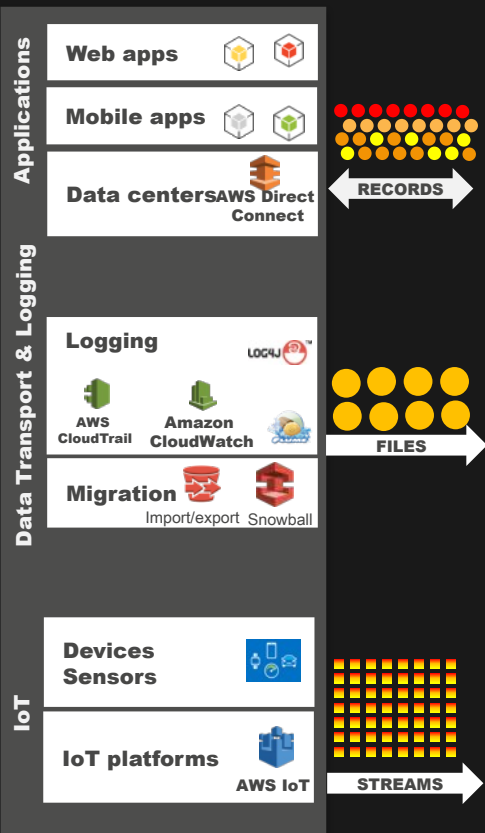 Applications
Web apps
Mobile apps
Data centers
AWS Direct
Connect
RECORDS
Data Transport & Logging
Logging
LOG4J™
AWS
CloudTrail
Amazon
CloudWatch
FILES
Migration
Import/export
Snowball
IoT
Devices
Sensors
IoT platforms
AWS IoT
STREAMS